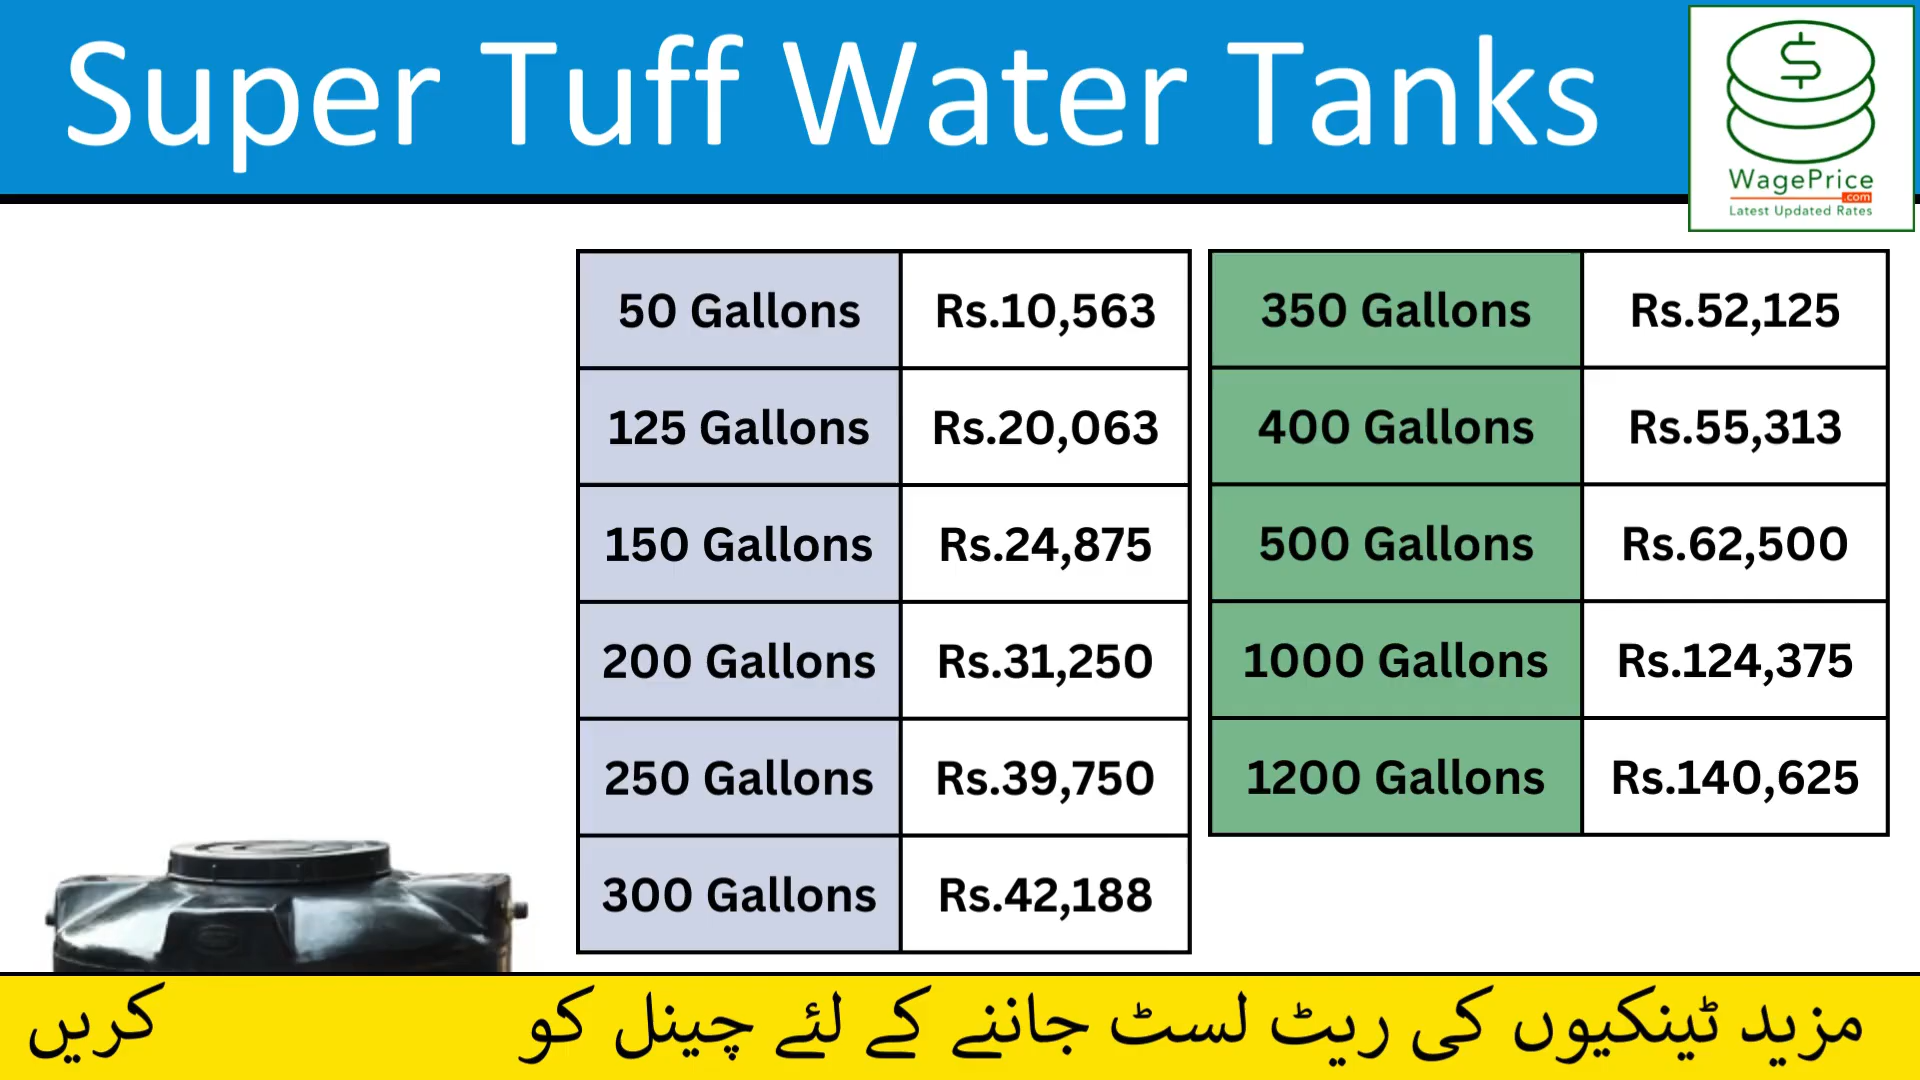 Super Tuff Water Tanks
$
WagePrice
.com
Latest Updated Rates
50 Gallons Rs.10,563
125 Gallons Rs.20,063
150 Gallons Rs.24,875
200 Gallons Rs.31,250
250 Gallons Rs.39,750
300 Gallons Rs.42,188
350 Gallons Rs.52,125
400 Gallons Rs.55,313
500 Gallons Rs.62,500
1000 Gallons Rs.124,375
1200 Gallons Rs.140,625
مزید ٹینکیوں کی ریٹ لسٹ جاننے کے لئے چینل کو کریں